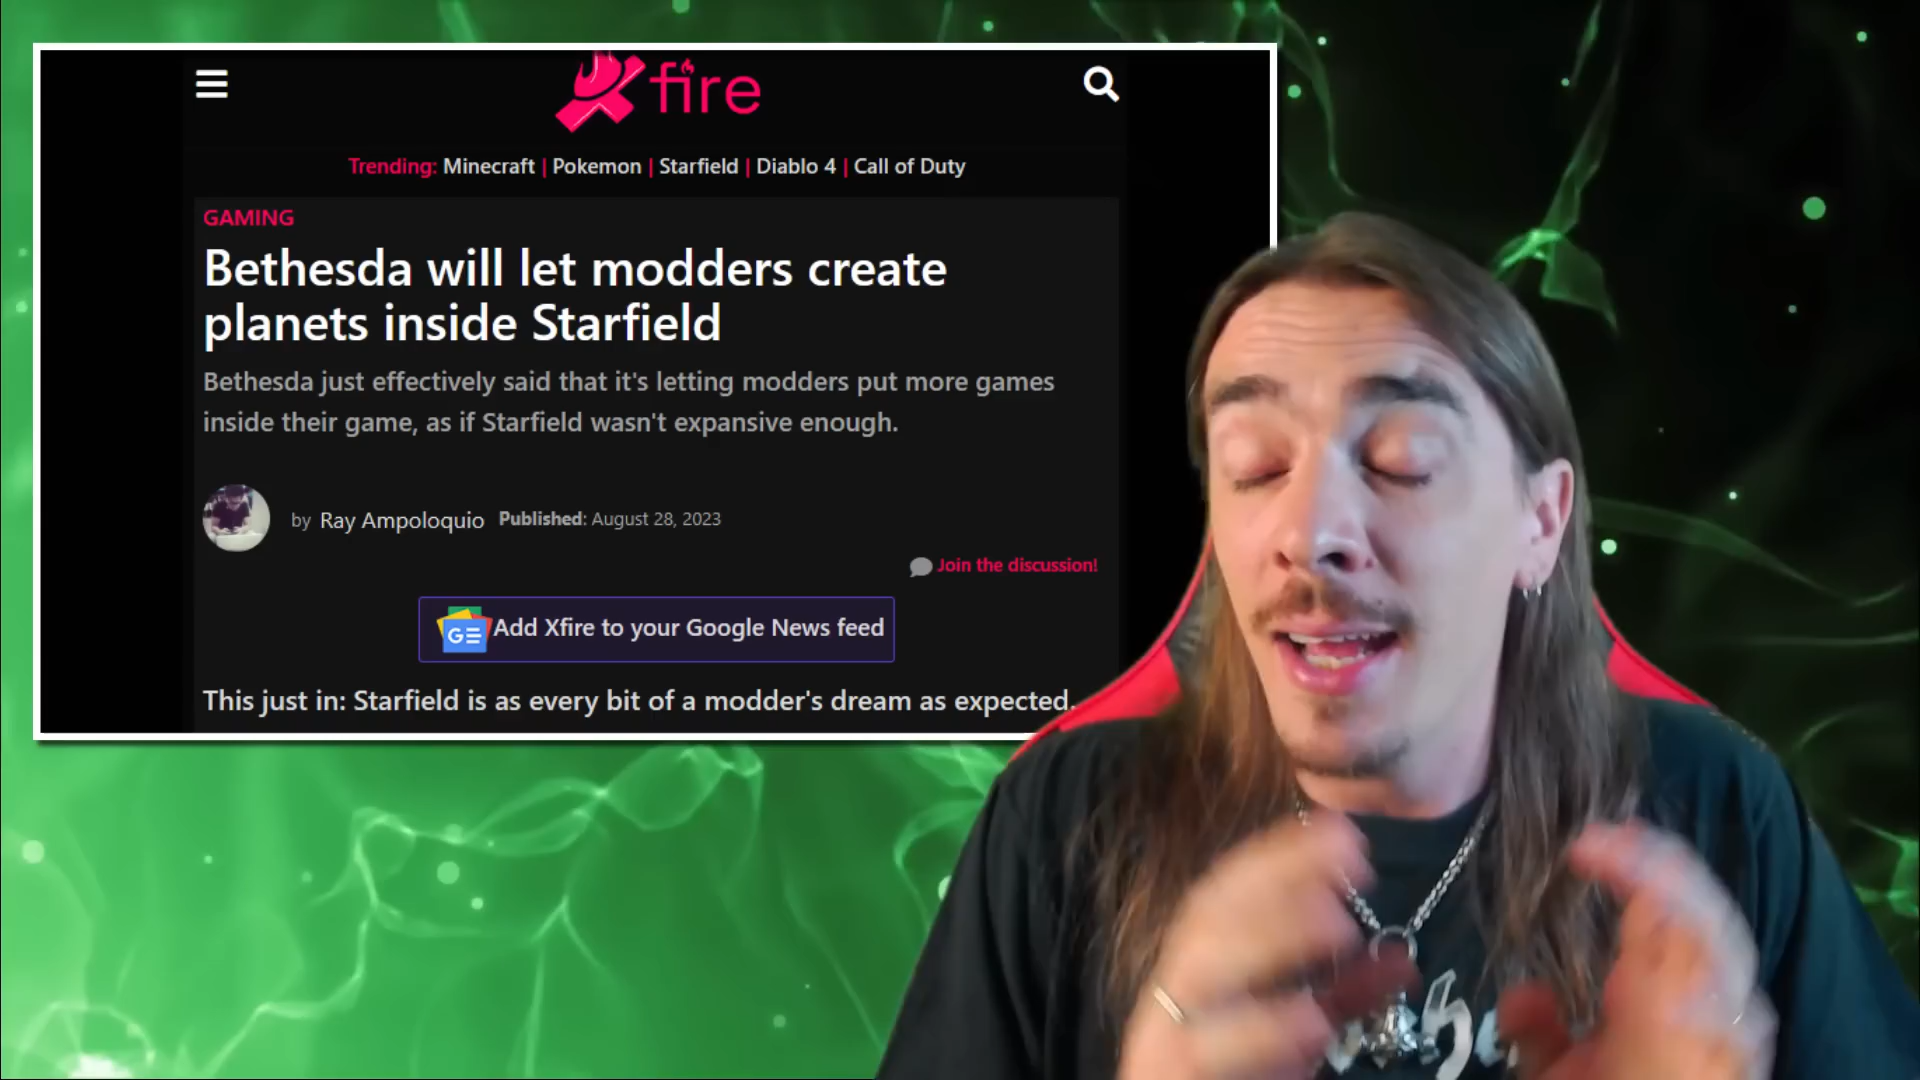 Xfire
Trending: Minecraft | Pokemon | Starfield | Diablo 4 | Call of Duty
GAMING
Bethesda will let modders create
planets inside Starfield
Bethesda just effectively said that it's letting modders put more games
inside their game, as if Starfield wasn't expansive enough.
by Ray Ampoloquio Published: August 28, 2023
Join the discussion!
GE Add Xfire to your Google News feed
This just in: Starfield is as every bit of a modder's dream as expected.